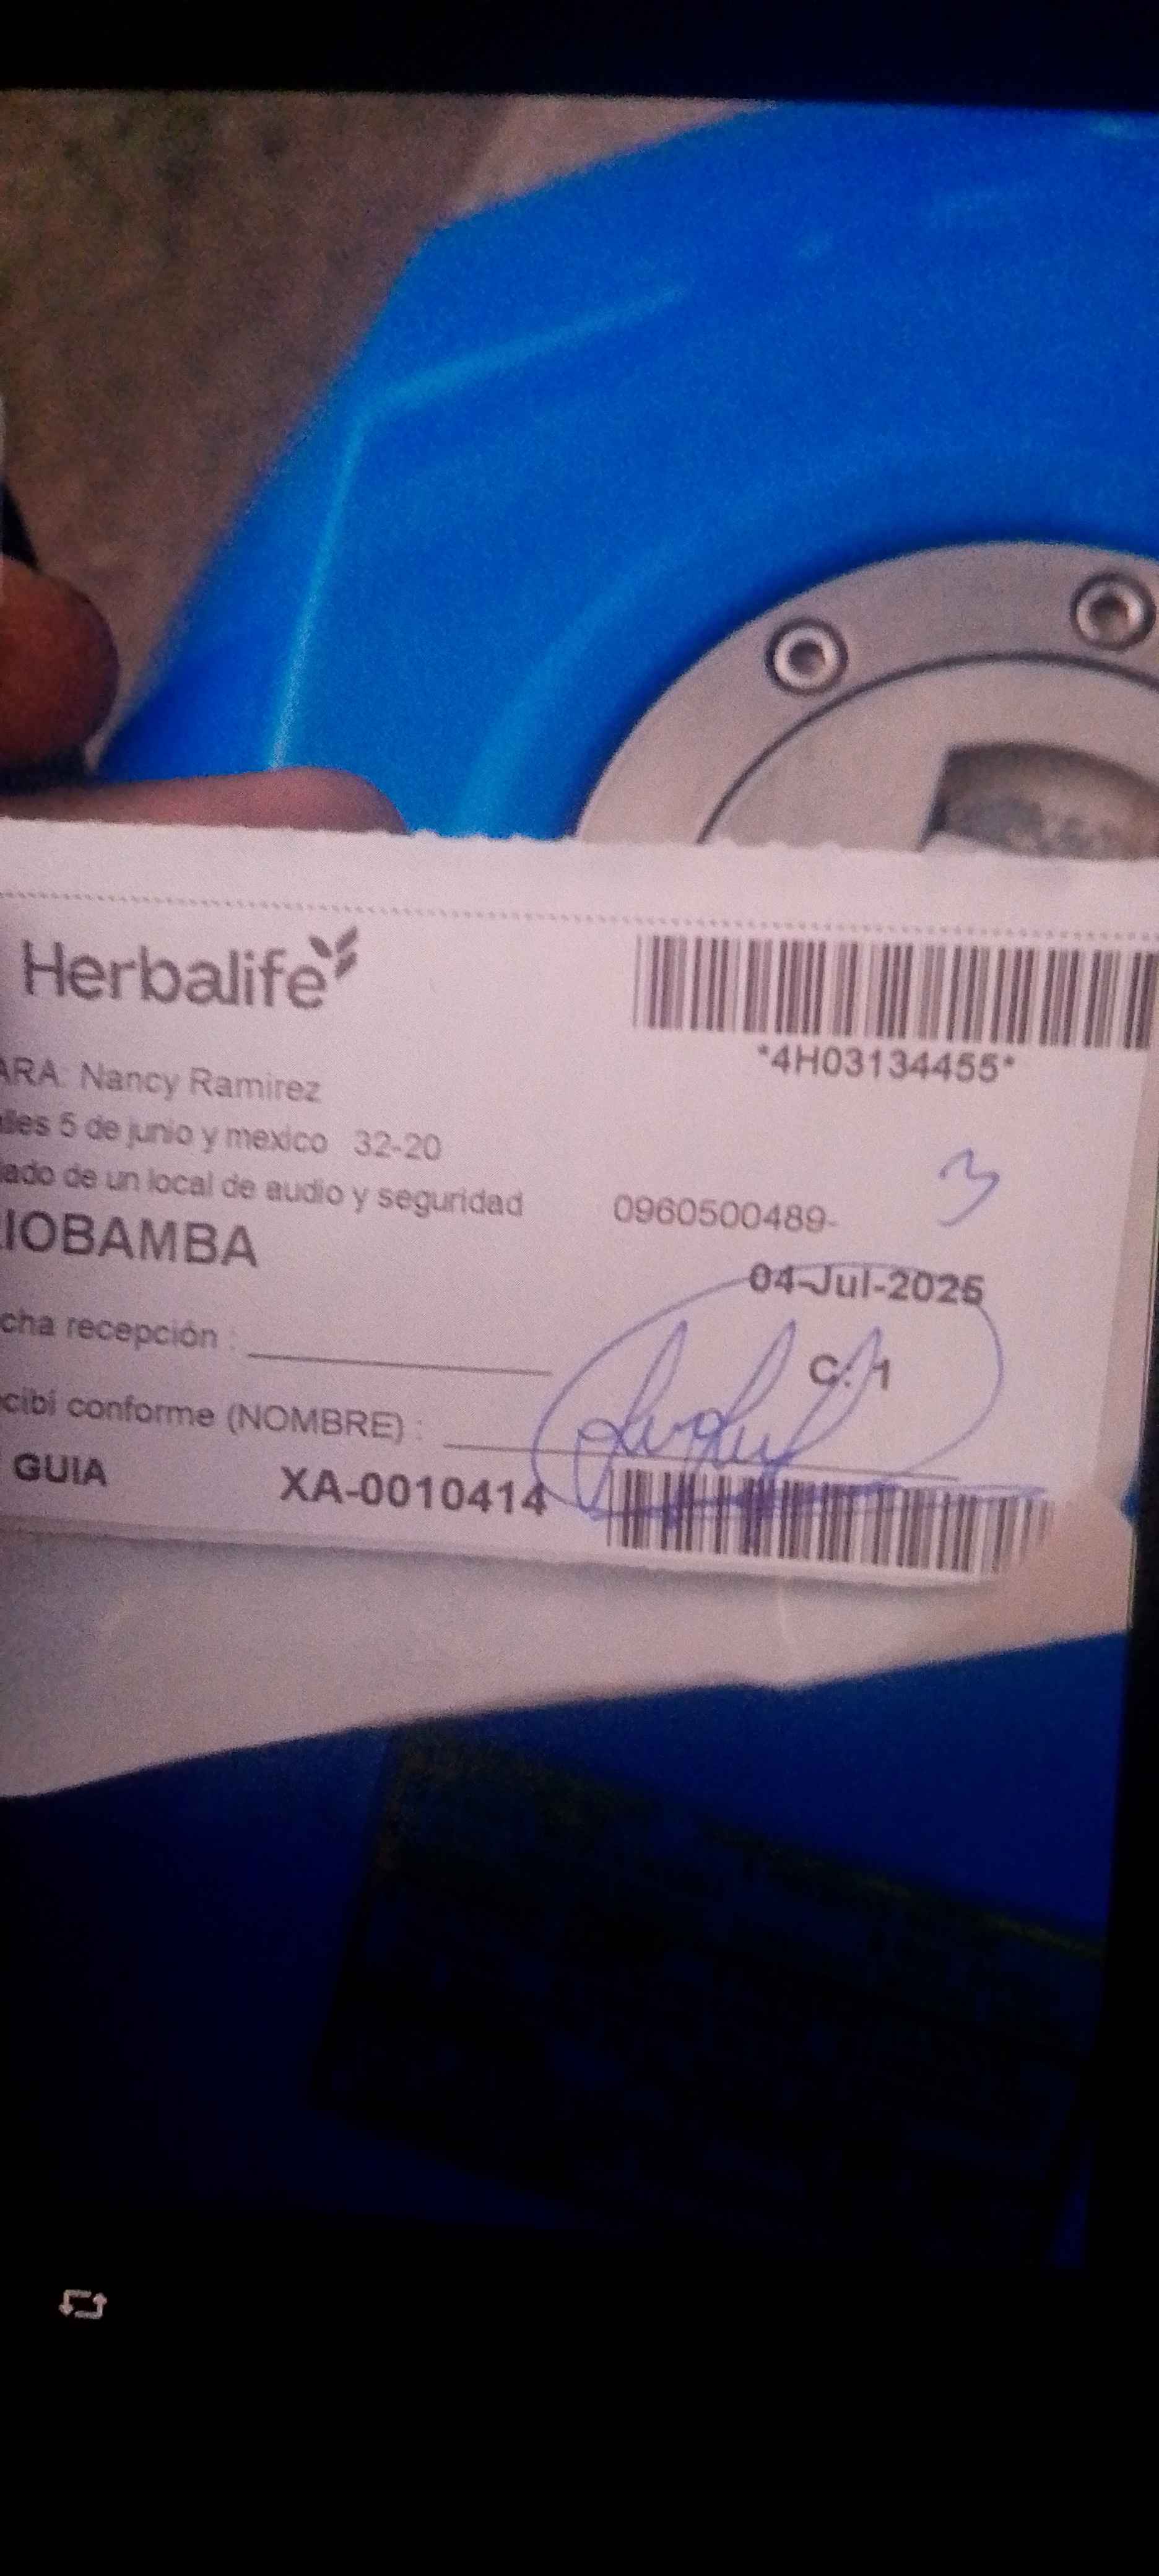 Herbalife
*4H03134455*
ARA: Nancy Ramirez
lles 5 de junio y mexico 32-20
lado de un local de audio y seguridad 0960500489-
3
IOBAMBA
04-Jul-2025
cha recepción :
C: 1
cibí conforme (NOMBRE) :
GUIA XA-0010414